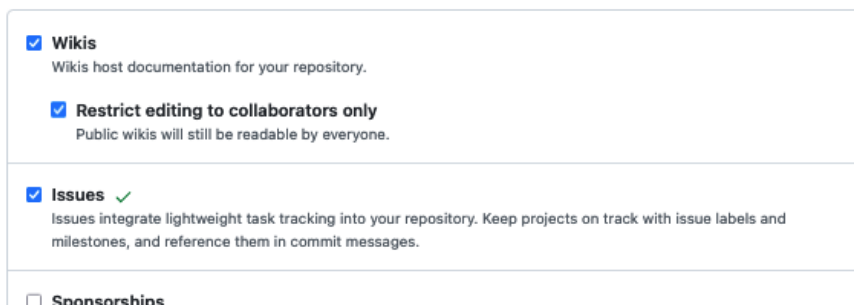 Wikis
Wikis host documentation for your repository.
Restrict editing to collaborators only
Public wikis will still be readable by everyone.
Issues
Issues integrate lightweight task tracking into your repository. Keep projects on track with issue labels and
milestones, and reference them in commit messages.
Sponsorships